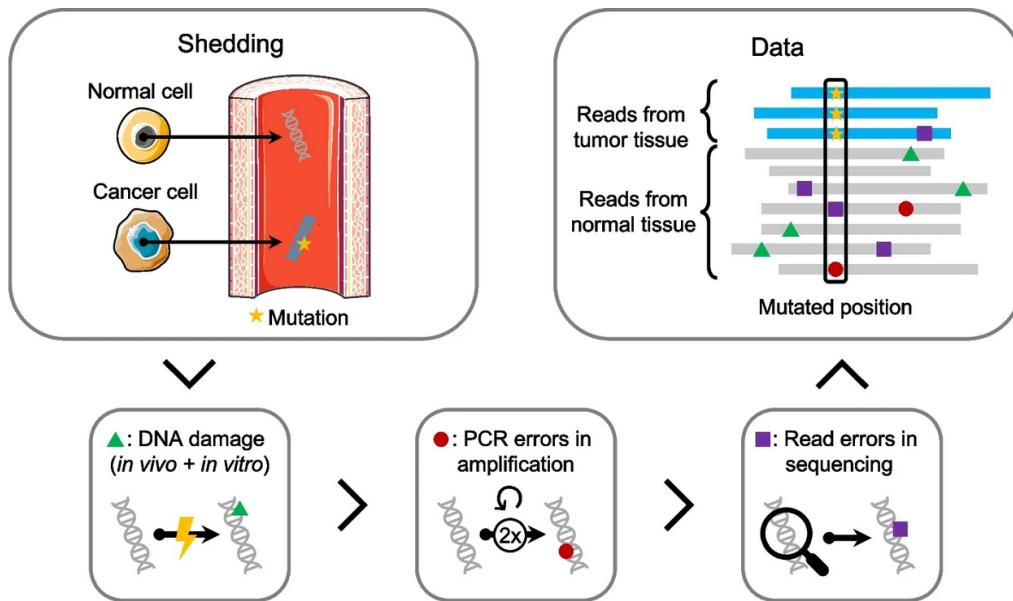 Shedding
Normal cell
Cancer cell
Mutation
Data
Reads from
tumor tissue
Reads from
normal tissue
Mutated position
: DNA damage
(in vivo + in vitro)
: PCR errors in
amplification
2x
: Read errors in
sequencing